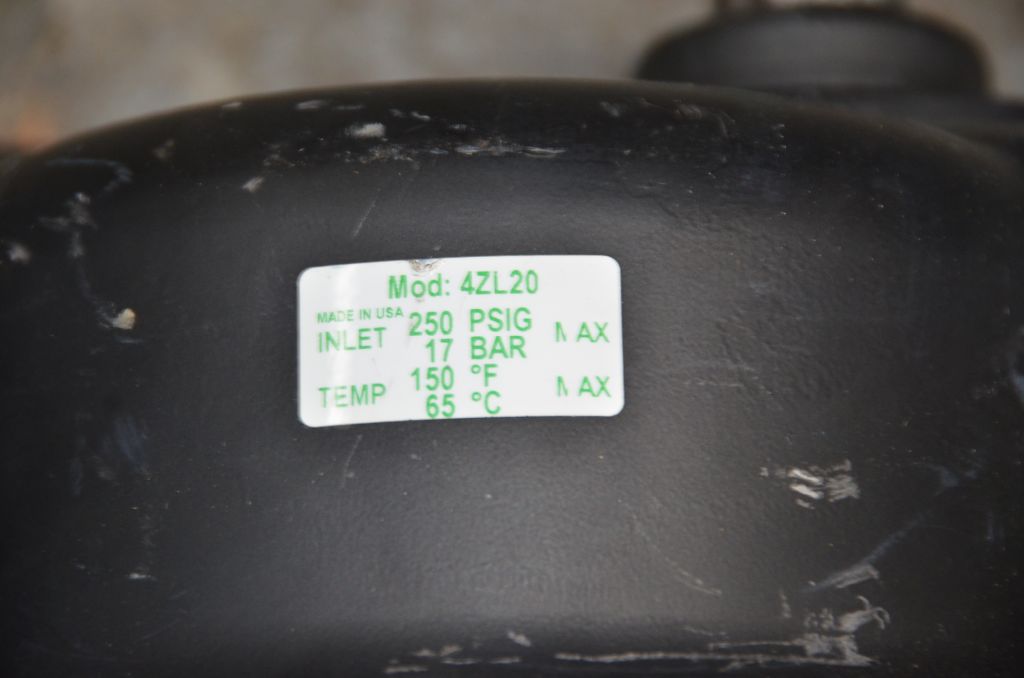 Mod: 4ZL20
MADE IN USA
INLET 250 PSIG MAX
17 BAR
TEMP 150 °F MAX
65 °C